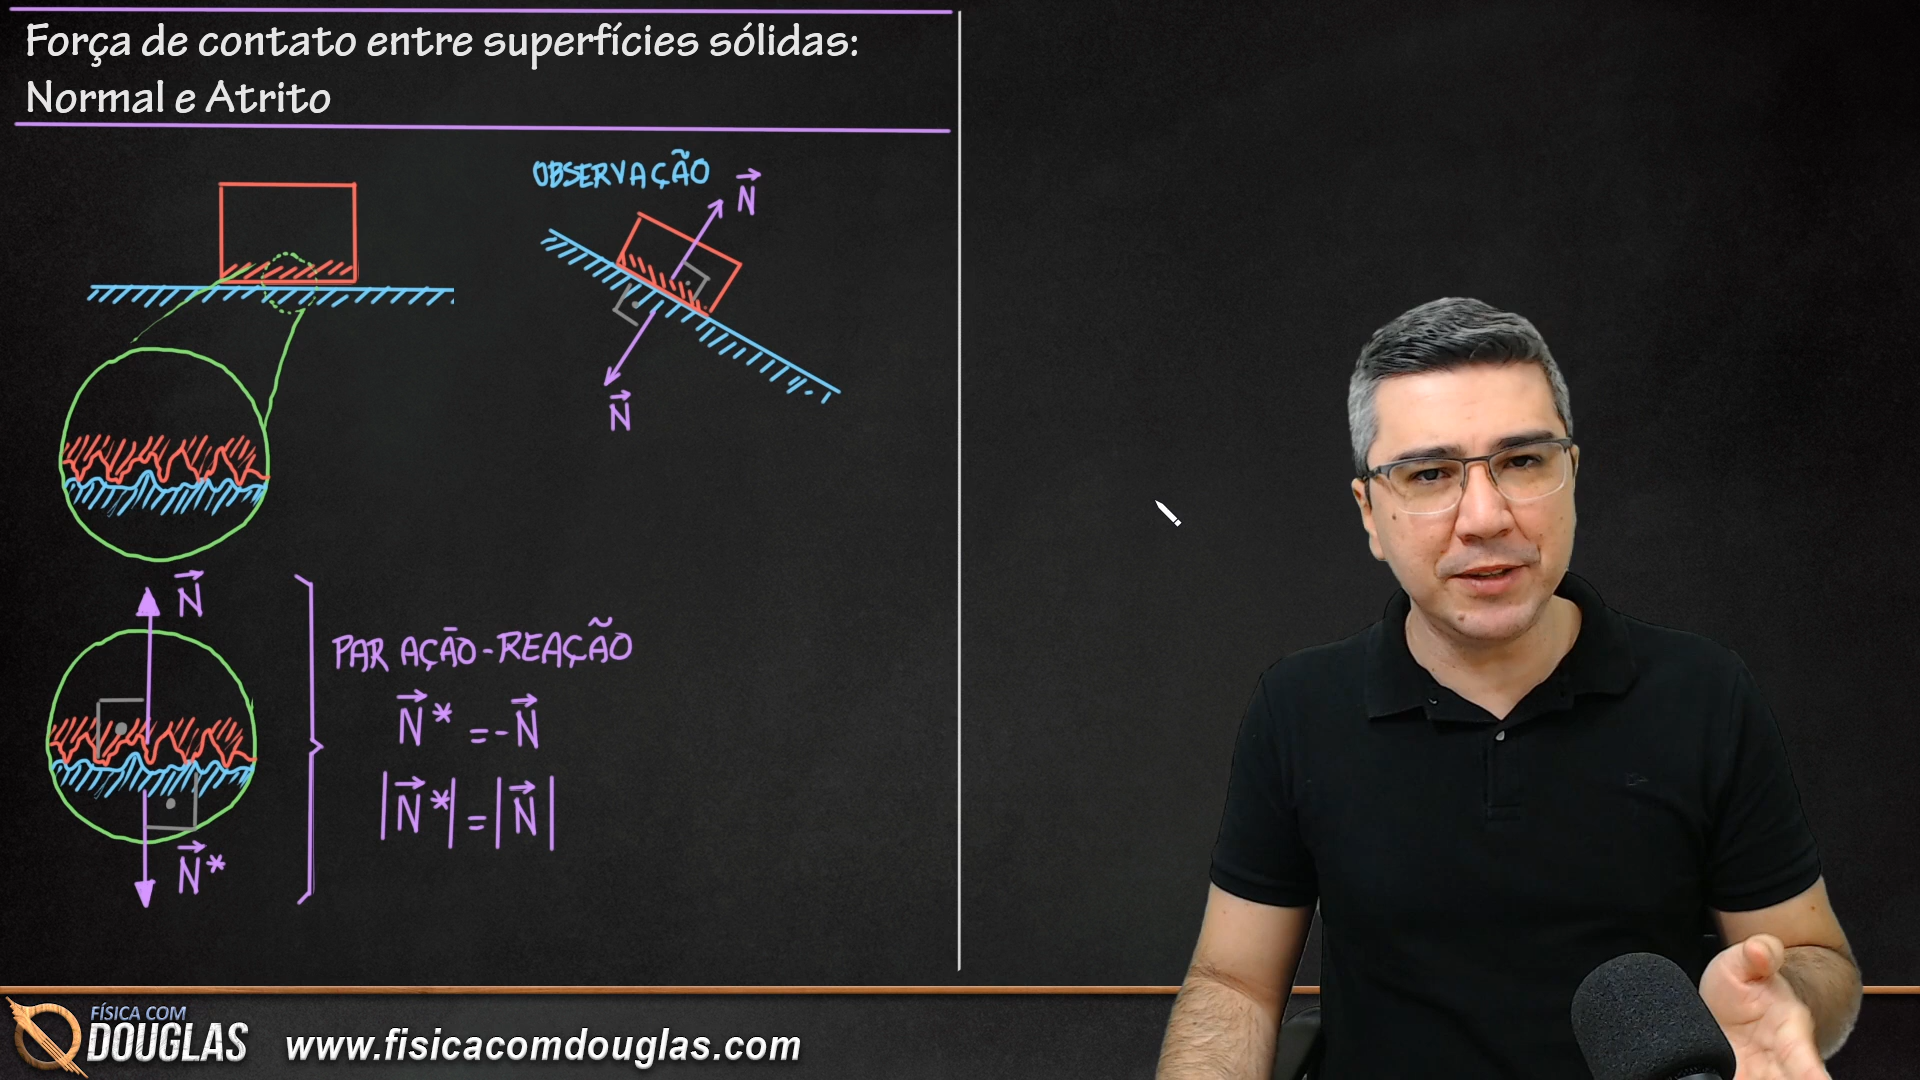 Força de contato entre superfícies sólidas:
Normal e Atrito
OBSERVAÇÃO
N⃗
N⃗
N⃗
PAR AÇÃO-REAÇÃO
N⃗* = -N⃗
|N⃗*| = |N⃗|
N⃗*
FÍSICA COM
DOUGLAS
www.fisicacomdouglas.com